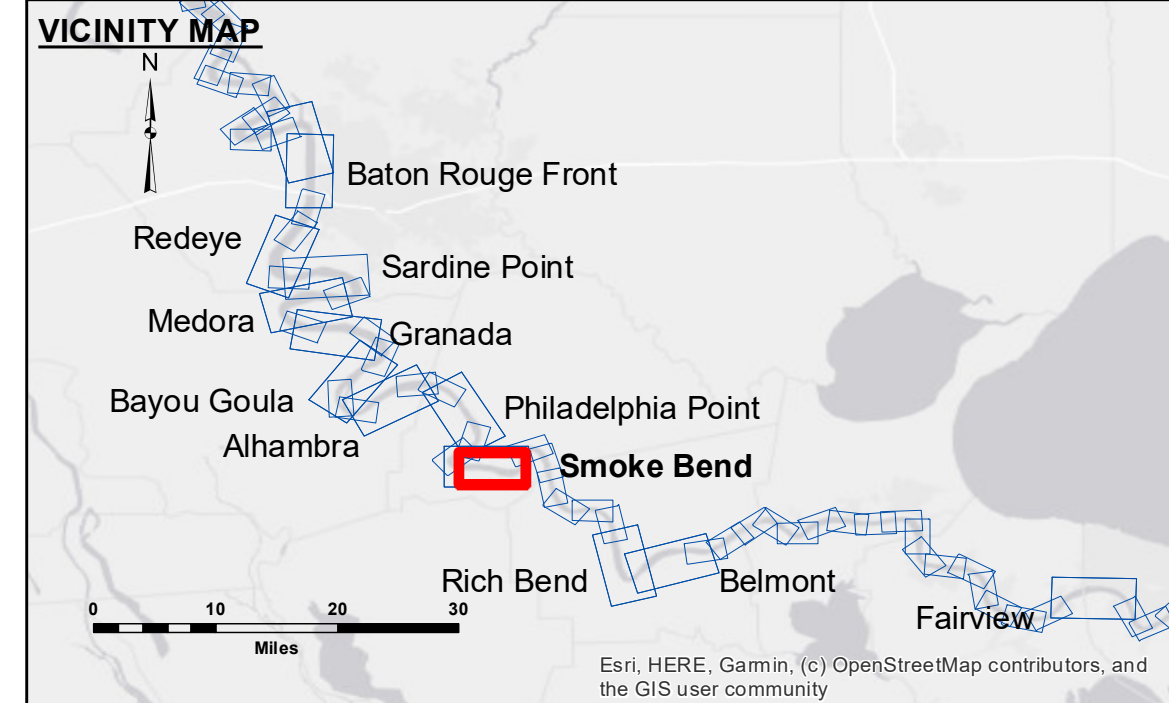 VICINITY MAP
N
Baton Rouge Front
Redeye
Sardine Point
Medora
Granada
Bayou Goula
Philadelphia Point
Alhambra
Smoke Bend
Rich Bend
Belmont
Fairview
0 10 20 30
Miles
Esri, HERE, Garmin, (c) OpenStreetMap contributors, and
the GIS user community